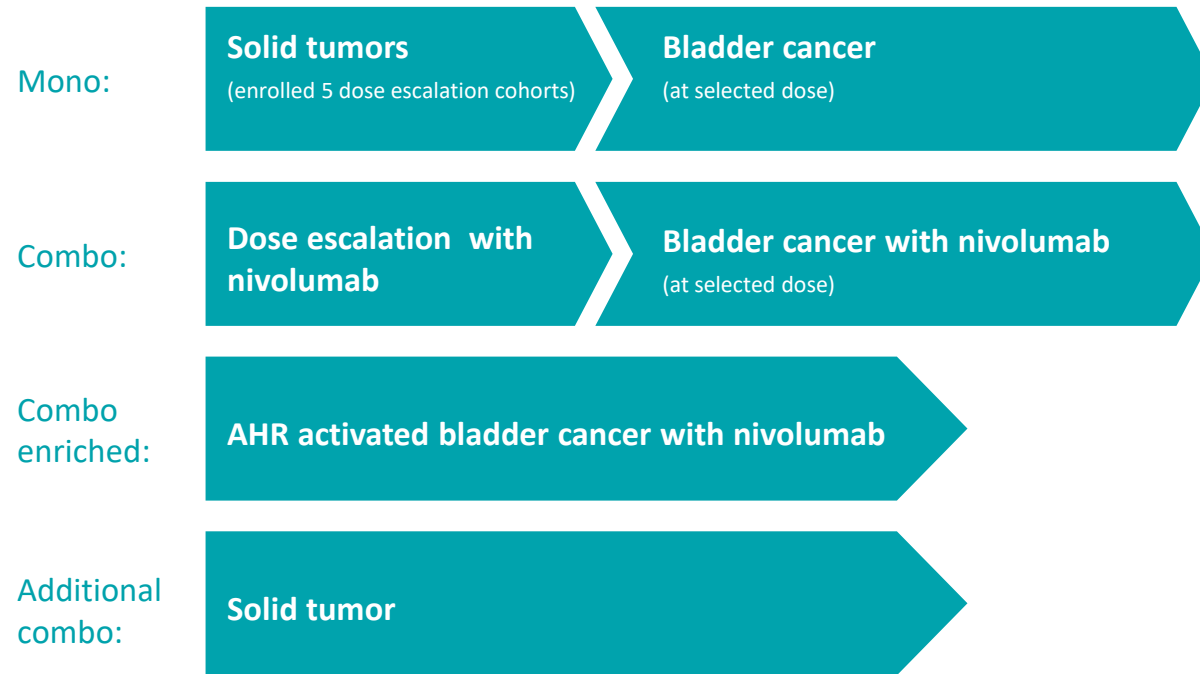 Mono:
Solid tumors
(enrolled 5 dose escalation cohorts)
Bladder cancer
(at selected dose)
Combo:
Dose escalation  with
nivolumab
Bladder cancer with nivolumab
(at selected dose)
Combo
enriched:
AHR activated bladder cancer with nivolumab
Additional
combo:
Solid tumor